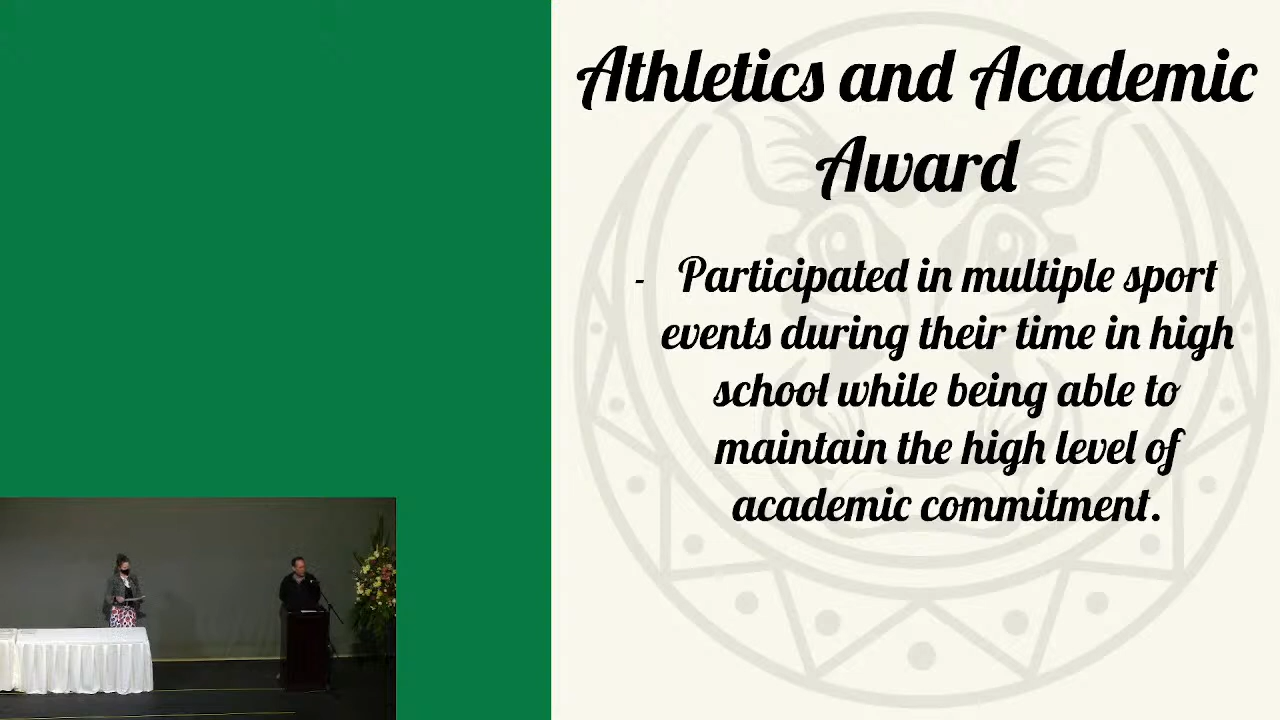 Athletics and Academic
Award
- Participated in multiple sport
events during their time in high
school while being able to
maintain the high level of
academic commitment.